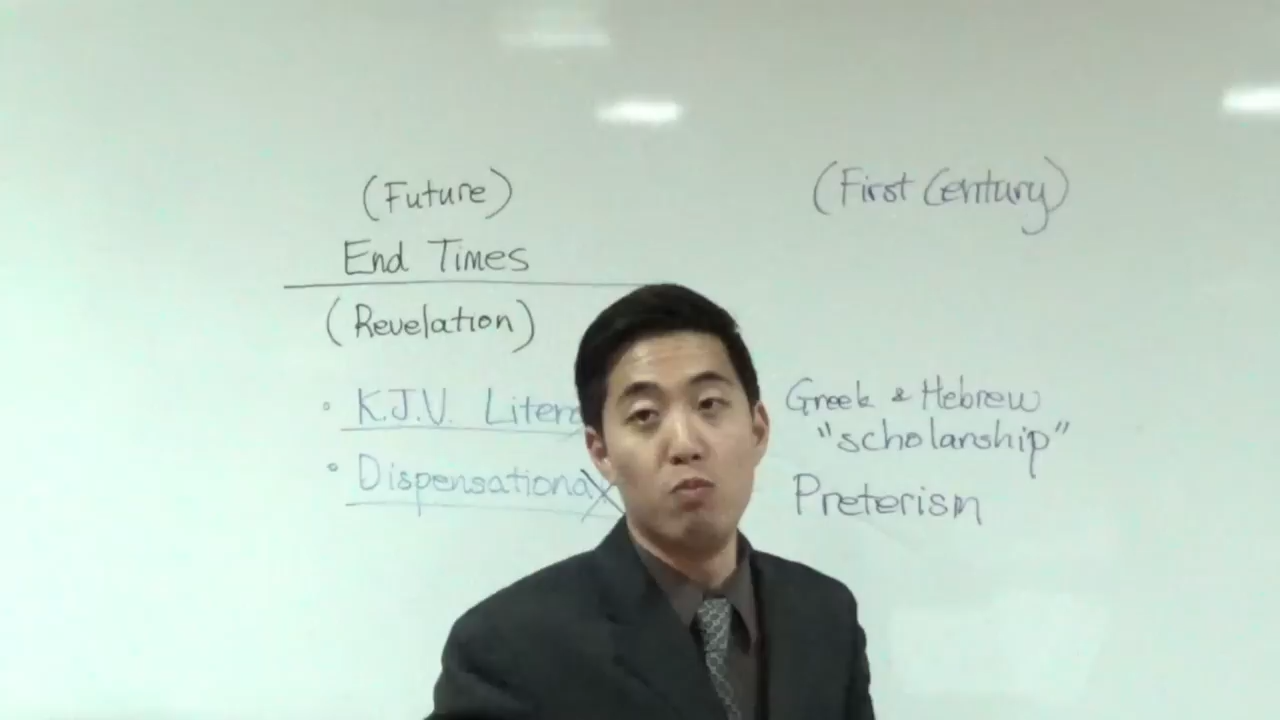 (Future)
End Times
(Revelation)
• K.J.V. Litera
• Dispensationa
(First Century)
Greek & Hebrew
"scholarship"
Preterism